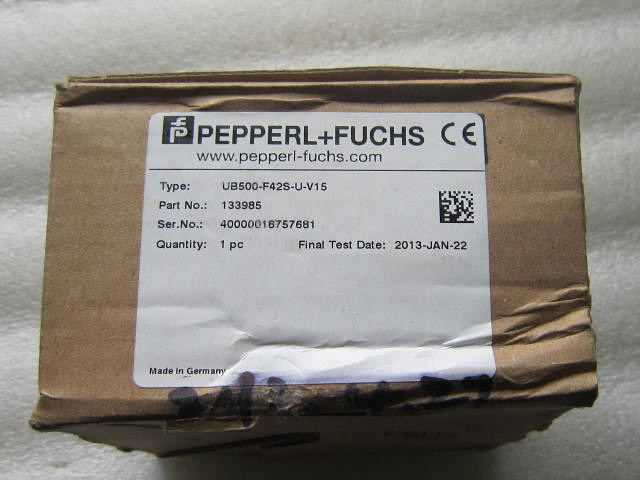 PEPPERL+FUCHS CE
www.pepperl-fuchs.com
Type: UB500-F42S-U-V15
Part No.: 133985
Ser.No.: 40000018757681
Quantity: 1 pc Final Test Date: 2013-JAN-22
Made in Germany